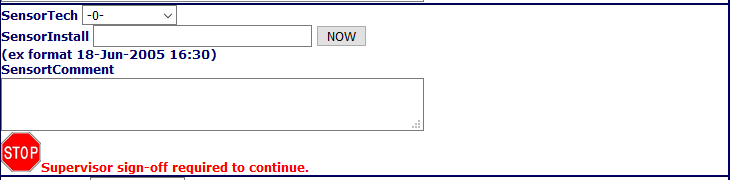 SensorTech -0-
SensorInstall NOW
(ex format 18-Jun-2005 16:30)
SensortComment
STOP Supervisor sign-off required to continue.